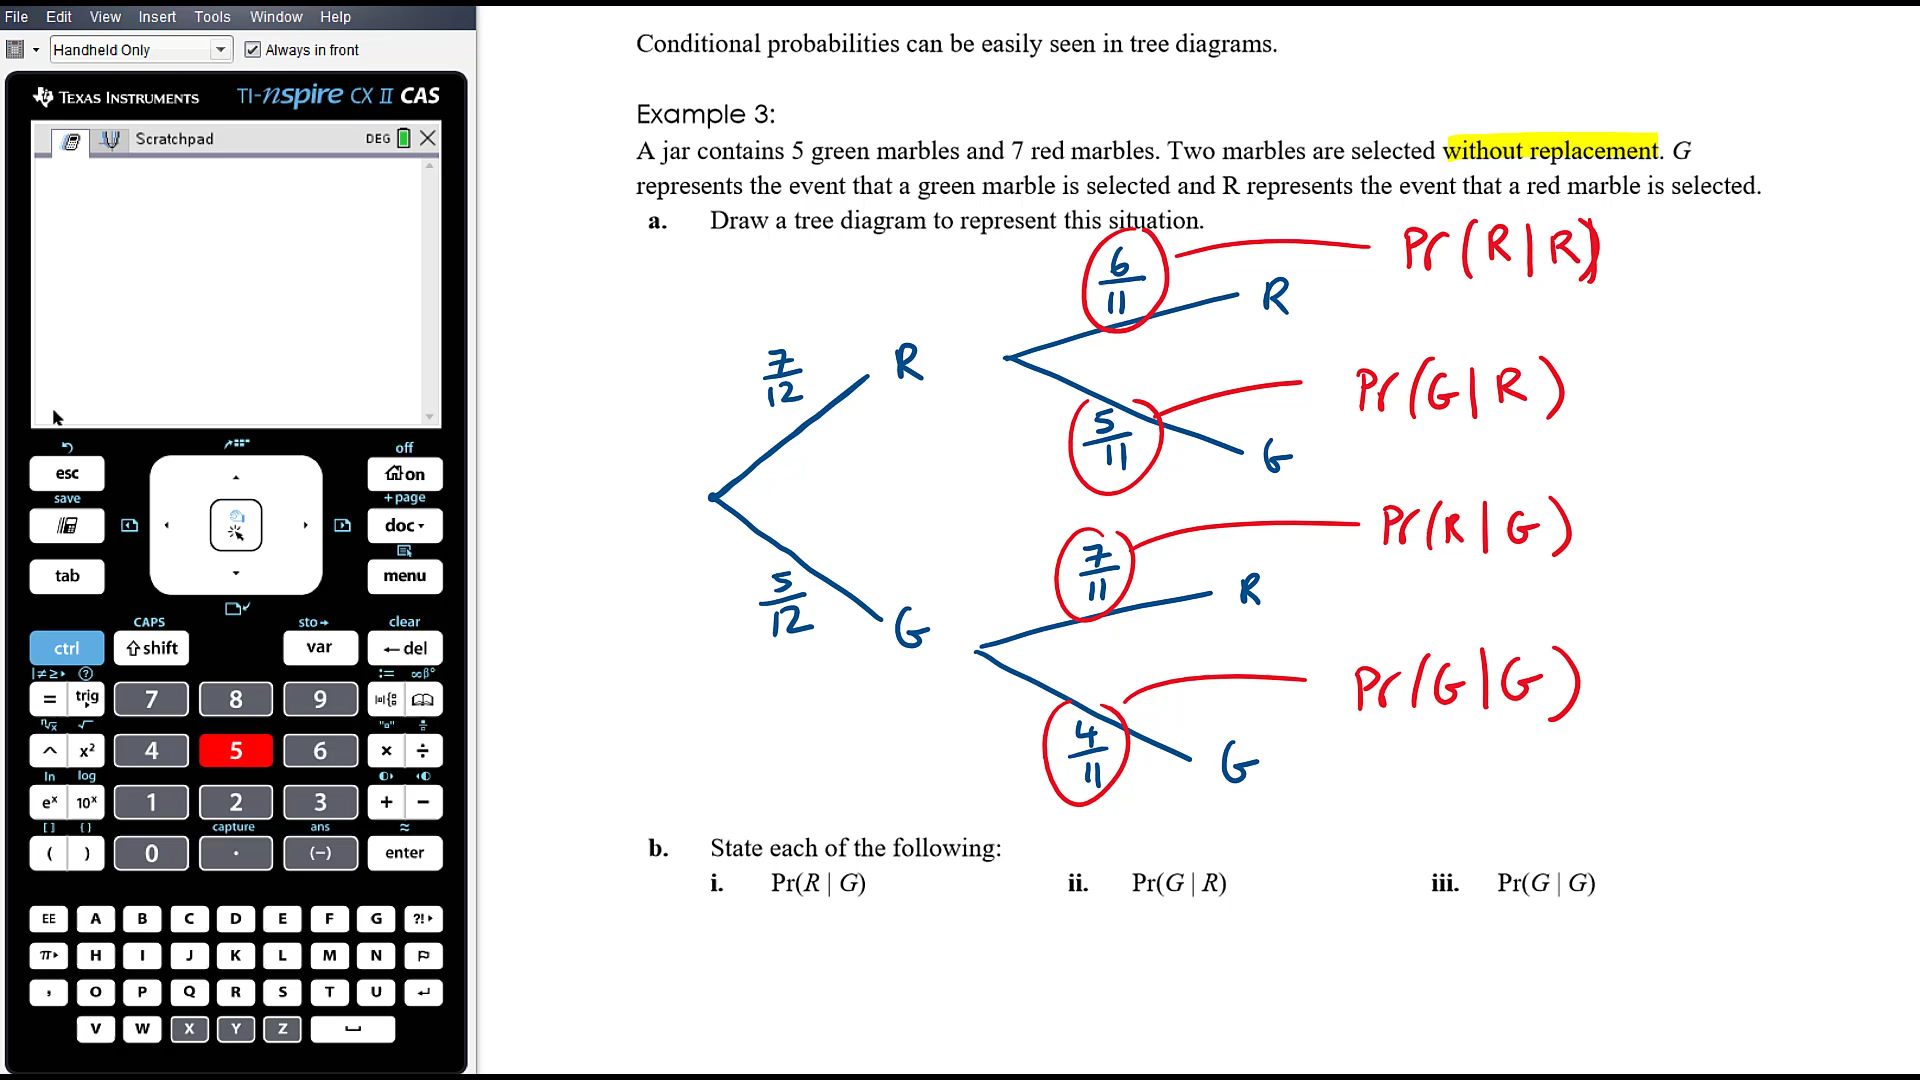 File Edit View Insert Tools Window Help
Handheld Only Always in front
TEXAS INSTRUMENTS TI-nspire CX II CAS
Scratchpad DEG
off
esc on
save + page
doc
tab menu
CAPS sto→ clear
ctrl ⇧shift var ←del
|≠≥▸ ? := ∞β°
= trig 7 8 9 |□|{
ⁿ√x √ "□"
^ x² 4 5 6 × ÷
ln log
eˣ 10ˣ 1 2 3 + −
[ ] { } capture ans ≈
( ) 0 . (−) enter
EE A B C D E F G ?!▸
π▸ H I J K L M N
, O P Q R S T U ↵
V W X Y Z
Conditional probabilities can be easily seen in tree diagrams.
Example 3:
A jar contains 5 green marbles and 7 red marbles. Two marbles are selected without replacement. G
represents the event that a green marble is selected and R represents the event that a red marble is selected.
a. Draw a tree diagram to represent this situation.
6/11 R Pr(R|R)
7/12 R
5/11 G Pr(G|R)
7/11 R Pr(R|G)
5/12 G
4/11 G Pr(G|G)
b. State each of the following:
i. Pr(R | G) ii. Pr(G | R) iii. Pr(G | G)